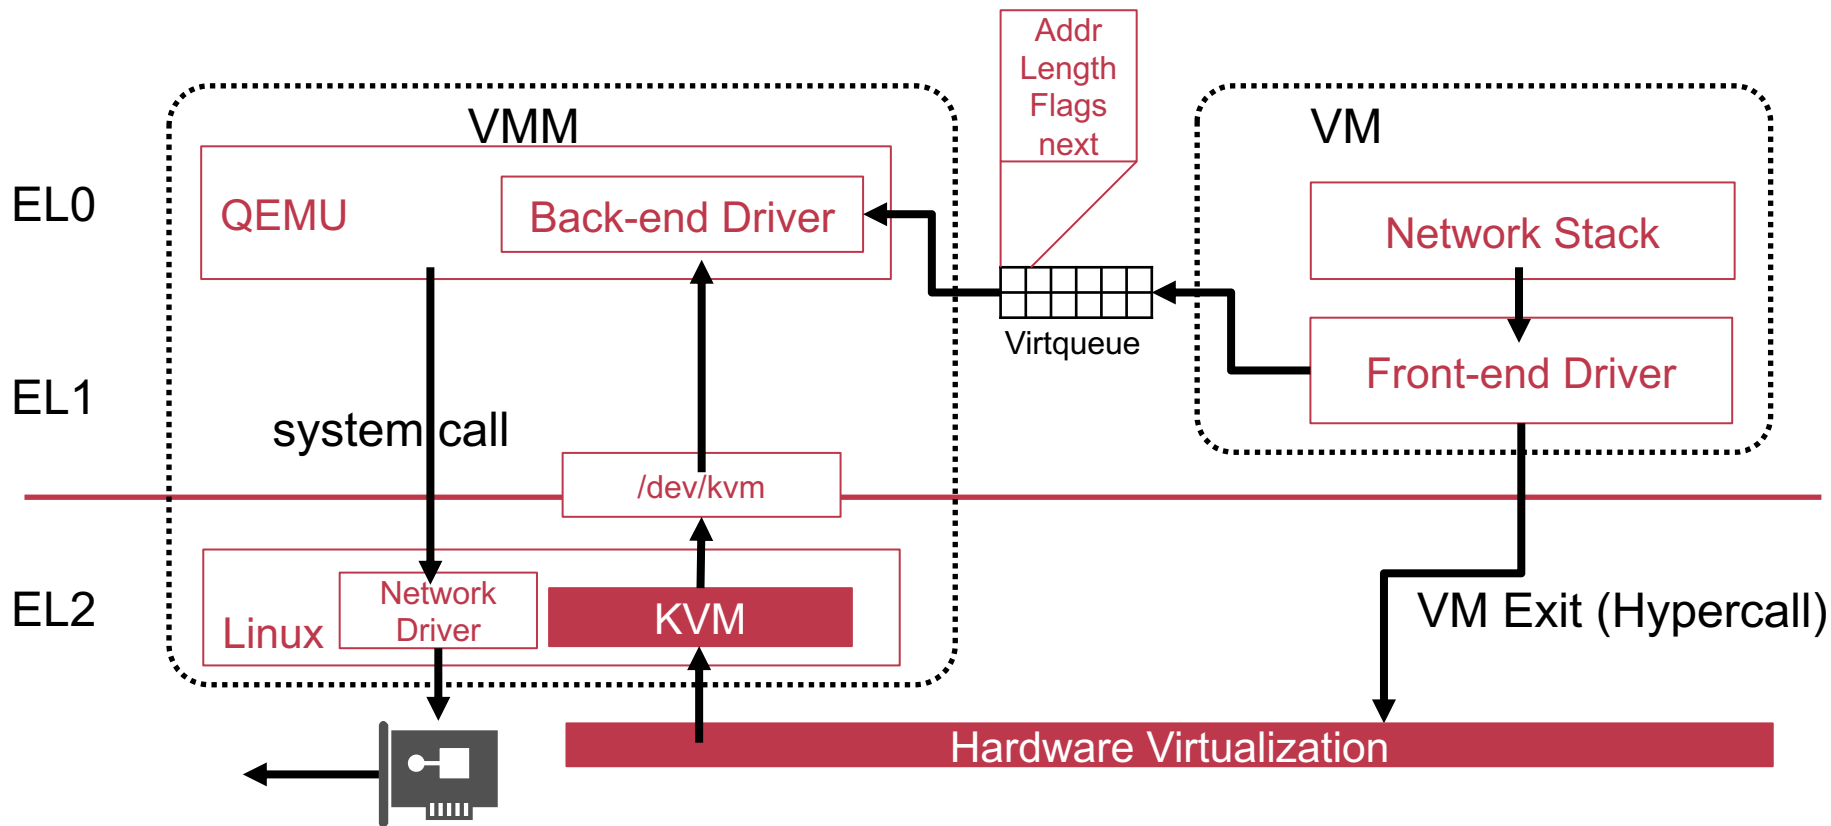 Addr
Length
Flags
next
VMM
VM
EL0
QEMU
Back-end Driver
Network Stack
Virtqueue
Front-end Driver
EL1
system call
/dev/kvm
EL2
Linux
Network
Driver
KVM
VM Exit (Hypercall)
Hardware Virtualization